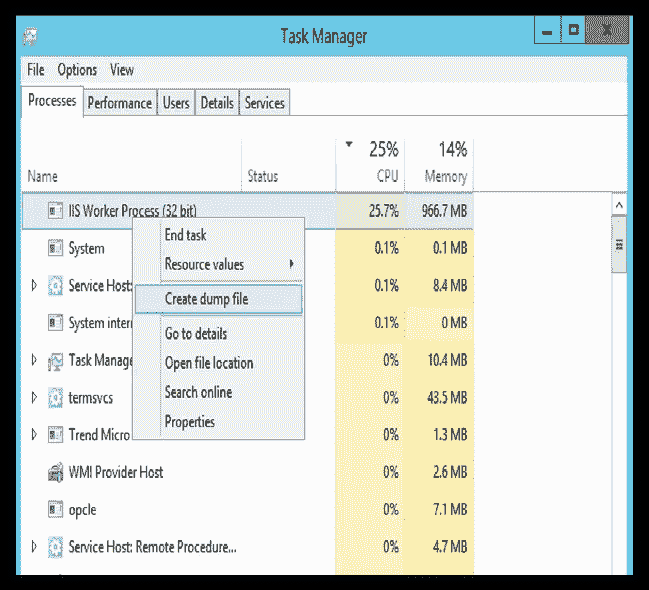 Task Manager
File Options View
Processes Performance Users Details Services
25% 14%
Name Status CPU Memory
IIS Worker Process (32 bit) 25.7% 966.7 MB
End task
System 0.1% 0.1 MB
Resource values
Service Host: 0.1% 8.4 MB
Create dump file
System inter 0.1% 0 MB
Go to details
Task Manage 0% 10.4 MB
Open file location
termsvcs 0% 43.5 MB
Search online
Properties
Trend Micro 0% 1.3 MB
WMI Provider Host 0% 2.6 MB
opcle 0% 7.1 MB
Service Host: Remote Procedure... 0% 4.7 MB